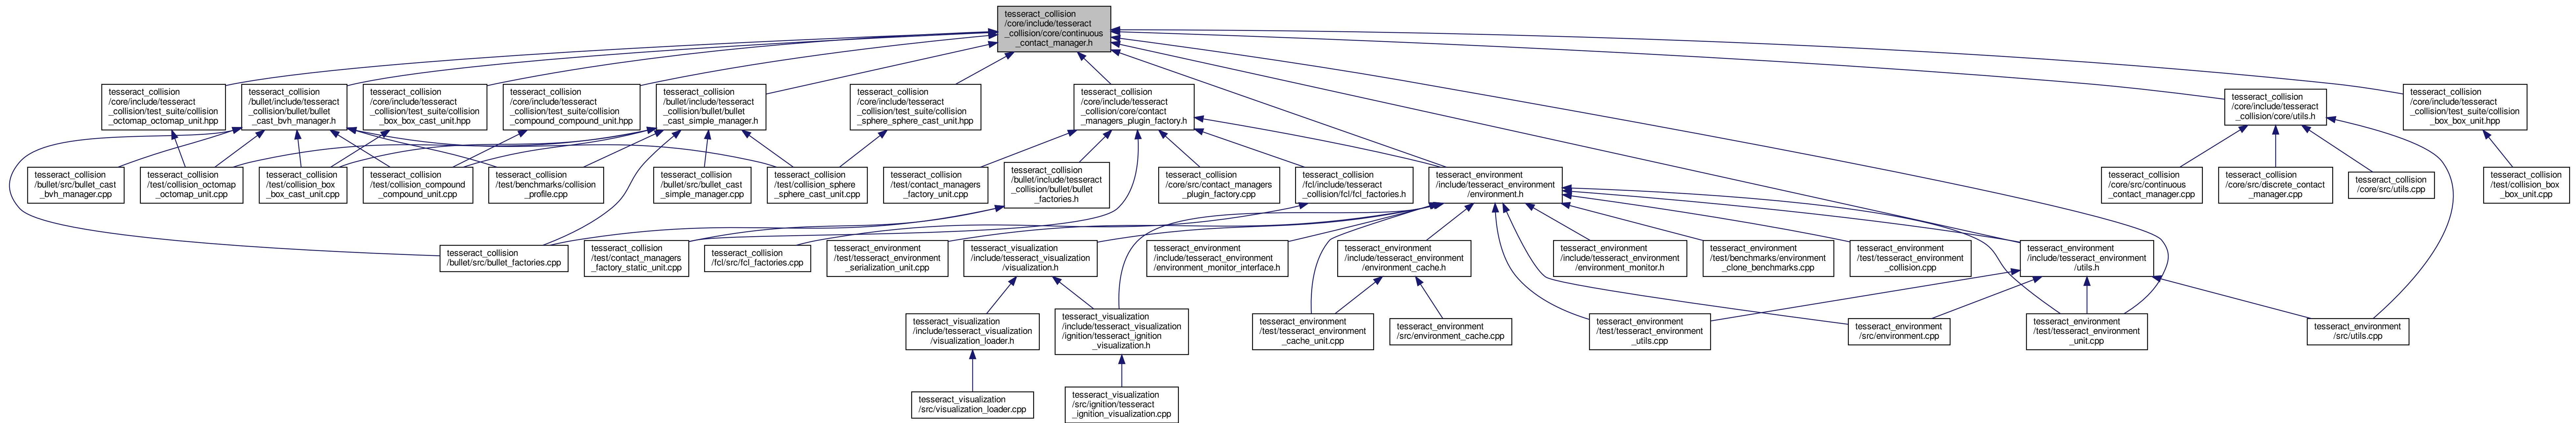 tesseract_collision
/core/include/tesseract
_collision/core/continuous
_contact_manager.h
tesseract_collision
/core/include/tesseract
_collision/test_suite/collision
_octomap_octomap_unit.hpp
tesseract_collision
/bullet/include/tesseract
_collision/bullet/bullet
_cast_bvh_manager.h
tesseract_collision
/core/include/tesseract
_collision/test_suite/collision
_box_box_cast_unit.hpp
tesseract_collision
/core/include/tesseract
_collision/test_suite/collision
_compound_compound_unit.hpp
tesseract_collision
/bullet/include/tesseract
_collision/bullet/bullet
_cast_simple_manager.h
tesseract_collision
/core/include/tesseract
_collision/test_suite/collision
_sphere_sphere_cast_unit.hpp
tesseract_collision
/core/include/tesseract
_collision/core/contact
_managers_plugin_factory.h
tesseract_collision
/core/include/tesseract
_collision/core/utils.h
tesseract_collision
/core/include/tesseract
_collision/test_suite/collision
_box_box_unit.hpp
tesseract_collision
/bullet/src/bullet_cast
_bvh_manager.cpp
tesseract_collision
/test/collision_octomap
_octomap_unit.cpp
tesseract_collision
/test/collision_box
_box_cast_unit.cpp
tesseract_collision
/test/collision_compound
_compound_unit.cpp
tesseract_collision
/test/benchmarks/collision
_profile.cpp
tesseract_collision
/bullet/src/bullet_cast
_simple_manager.cpp
tesseract_collision
/test/collision_sphere
_sphere_cast_unit.cpp
tesseract_collision
/test/contact_managers
_factory_unit.cpp
tesseract_collision
/bullet/include/tesseract
_collision/bullet/bullet
_factories.h
tesseract_collision
/core/src/contact_managers
_plugin_factory.cpp
tesseract_collision
/fcl/include/tesseract
_collision/fcl/fcl_factories.h
tesseract_environment
/include/tesseract_environment
/environment.h
tesseract_collision
/core/src/continuous
_contact_manager.cpp
tesseract_collision
/core/src/discrete_contact
_manager.cpp
tesseract_collision
/core/src/utils.cpp
tesseract_collision
/test/collision_box
_box_unit.cpp
tesseract_collision
/bullet/src/bullet_factories.cpp
tesseract_collision
/test/contact_managers
_factory_static_unit.cpp
tesseract_collision
/fcl/src/fcl_factories.cpp
tesseract_environment
/test/tesseract_environment
_serialization_unit.cpp
tesseract_visualization
/include/tesseract_visualization
/visualization.h
tesseract_environment
/include/tesseract_environment
/environment_monitor_interface.h
tesseract_environment
/include/tesseract_environment
/environment_cache.h
tesseract_environment
/include/tesseract_environment
/environment_monitor.h
tesseract_environment
/test/benchmarks/environment
_clone_benchmarks.cpp
tesseract_environment
/test/tesseract_environment
_collision.cpp
tesseract_environment
/include/tesseract_environment
/utils.h
tesseract_visualization
/include/tesseract_visualization
/visualization_loader.h
tesseract_visualization
/include/tesseract_visualization
/ignition/tesseract_ignition
_visualization.h
tesseract_environment
/test/tesseract_environment
_cache_unit.cpp
tesseract_environment
/src/environment_cache.cpp
tesseract_environment
/test/tesseract_environment
_utils.cpp
tesseract_environment
/src/environment.cpp
tesseract_environment
/test/tesseract_environment
_unit.cpp
tesseract_environment
/src/utils.cpp
tesseract_visualization
/src/visualization_loader.cpp
tesseract_visualization
/src/ignition/tesseract
_ignition_visualization.cpp